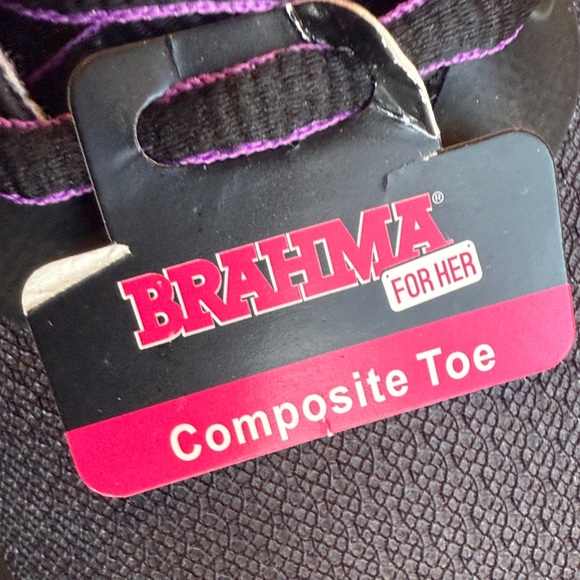 BRAHMA®
FOR HER
Composite Toe